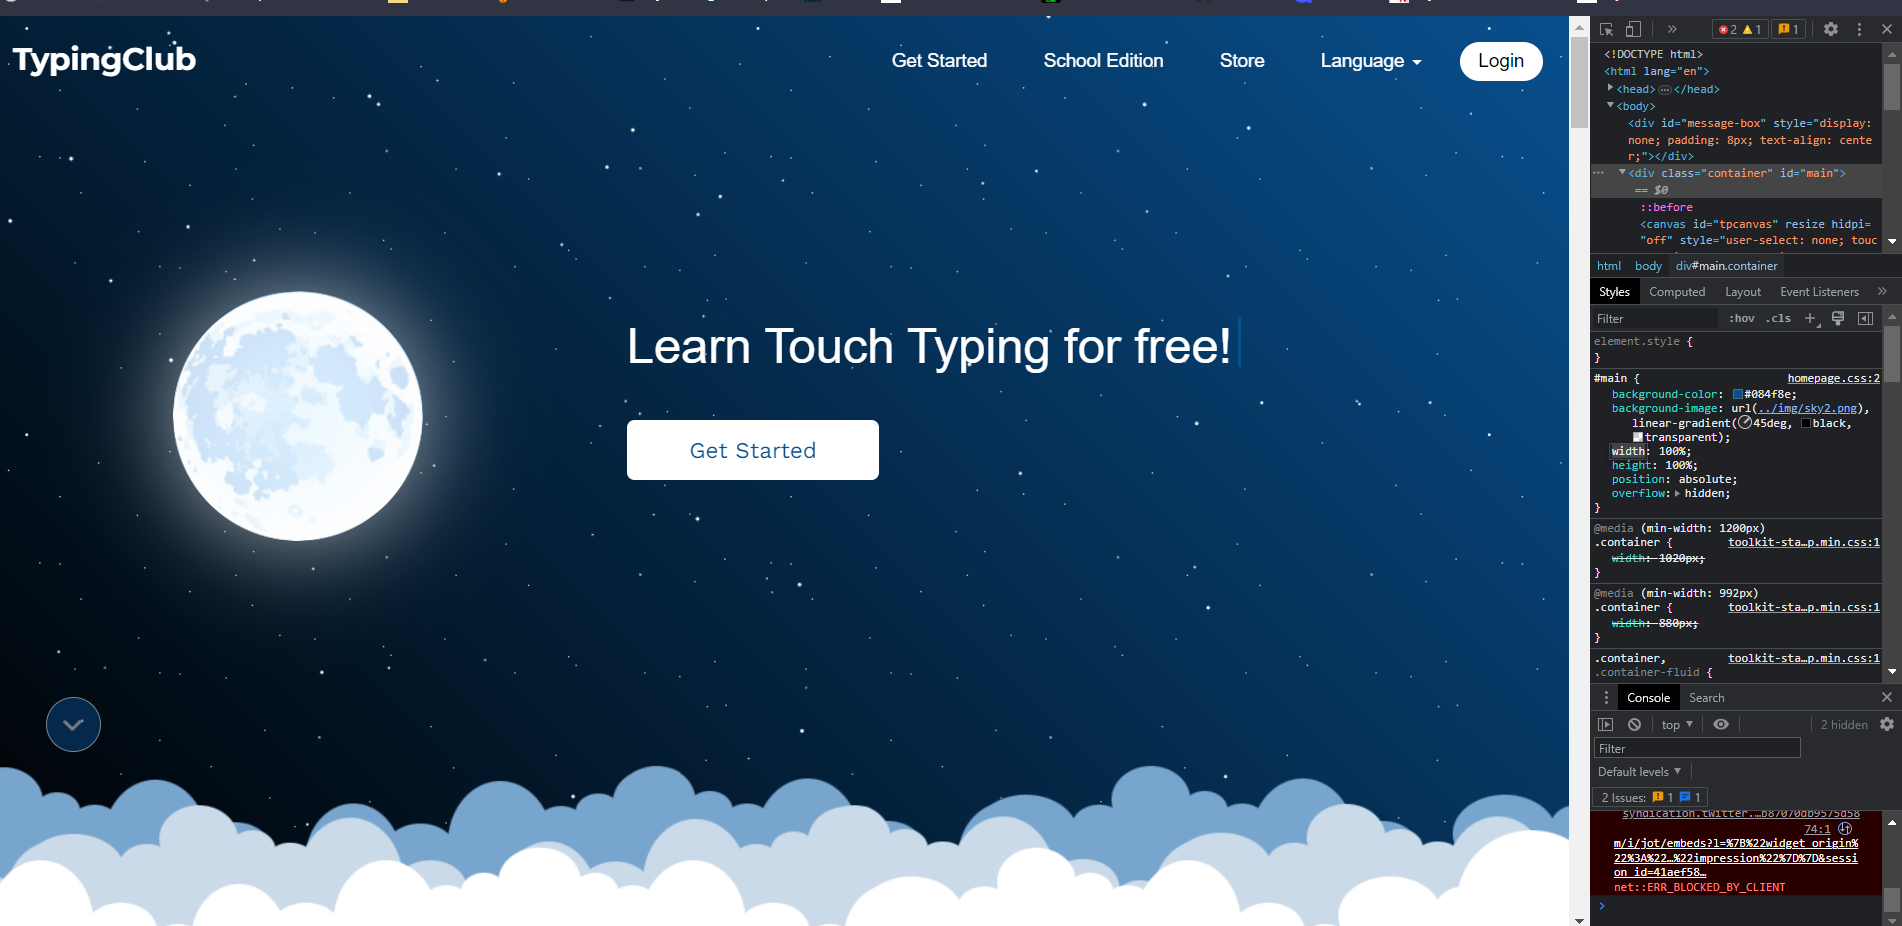 TypingClub
Get Started
School Edition
Store
Language
Login
Learn Touch Typing for free!
Get Started
2 1 1
<!DOCTYPE html>
<html lang="en">
<head> … </head>
<body>
<div id="message-box" style="display:
none; padding: 8px; text-align: cente
r;"></div>
… <div class="container" id="main">
== $0
::before
<canvas id="tpcanvas" resize hidpi=
"off" style="user-select: none; touc
html body div#main.container
Styles Computed Layout Event Listeners »
Filter :hov .cls +
element.style {
}
#main { homepage.css:2
background-color: #084f8e;
background-image: url(../img/sky2.png),
linear-gradient(45deg, black,
transparent);
width: 100%;
height: 100%;
position: absolute;
overflow: hidden;
}
@media (min-width: 1200px)
.container { toolkit-sta…p.min.css:1
width: 1020px;
}
@media (min-width: 992px)
.container { toolkit-sta…p.min.css:1
width: 880px;
}
.container, toolkit-sta…p.min.css:1
.container-fluid {
Console Search
top 2 hidden
Filter
Default levels
2 Issues: 1 1
syndication.twitter.…b87070db9575d58
74:1
m/i/jot/embeds?l=%7B%22widget_origin%
22%3A%22…%22impression%22%7D%7D&sessi
on_id=41aef58…
net::ERR_BLOCKED_BY_CLIENT
>